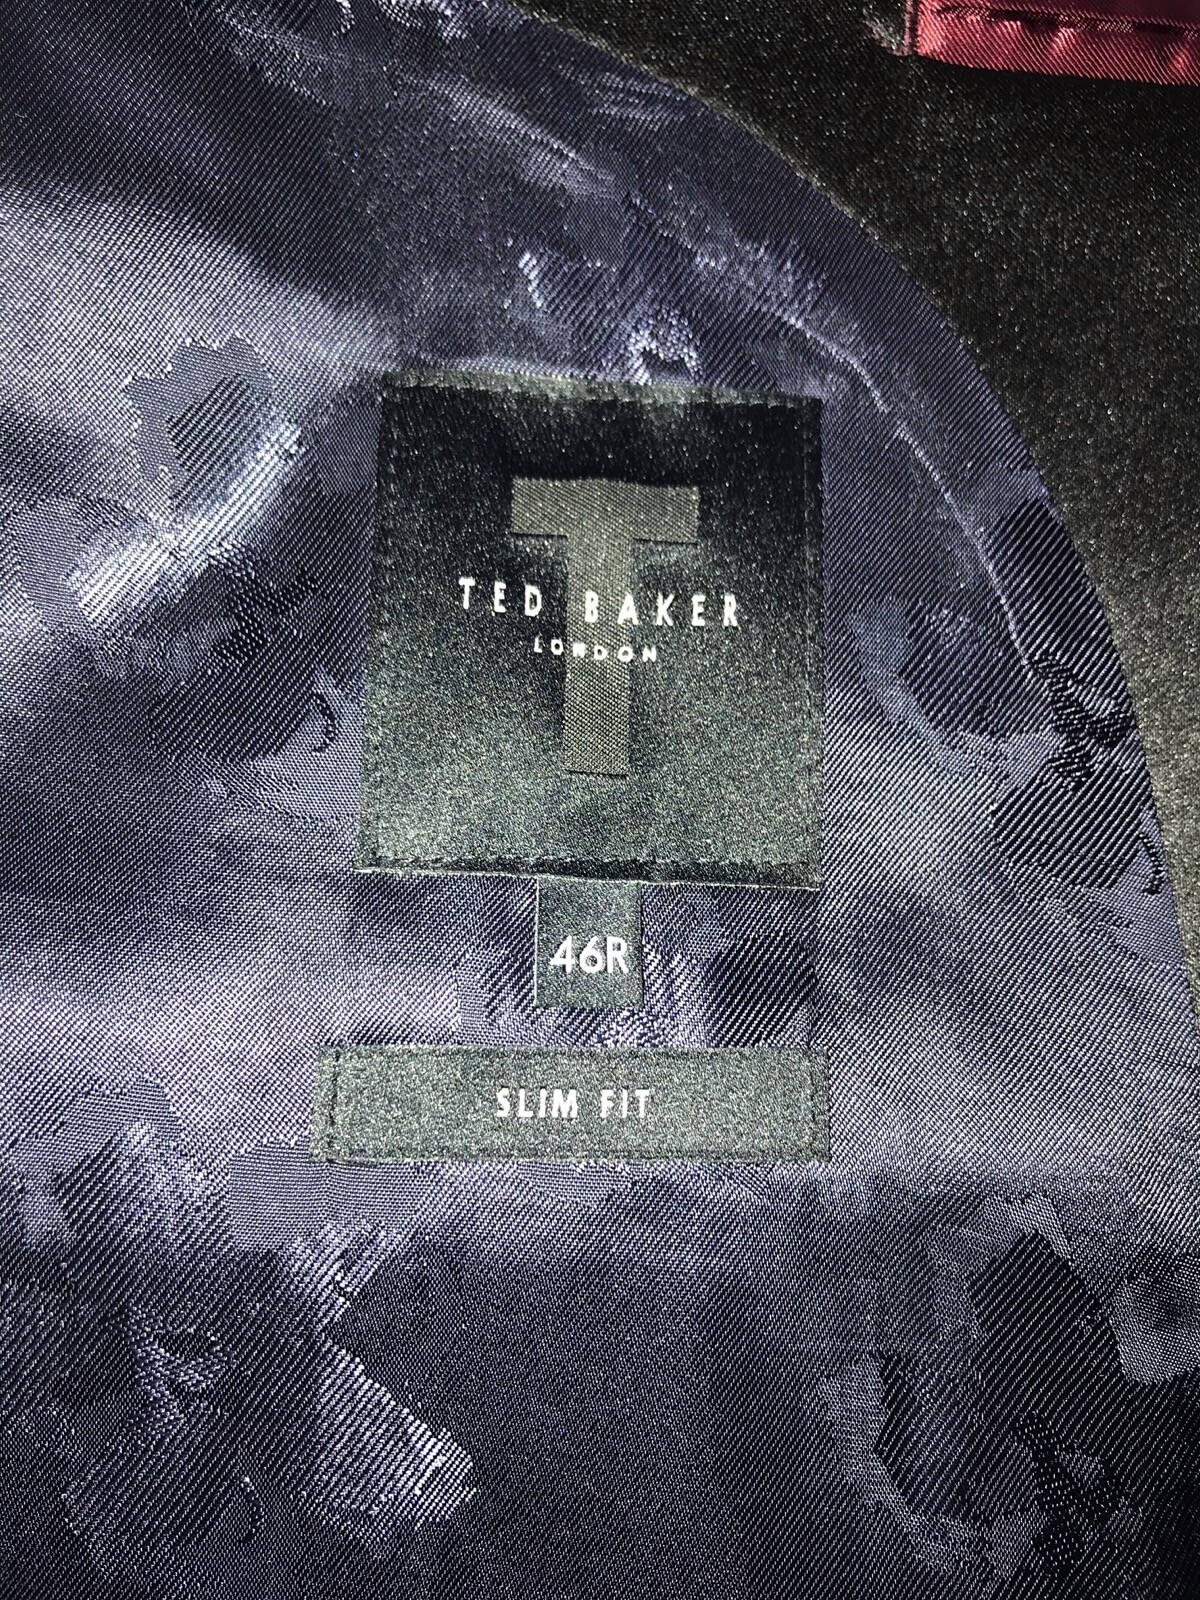 T
TED BAKER
LONDON
46R
SLIM FIT